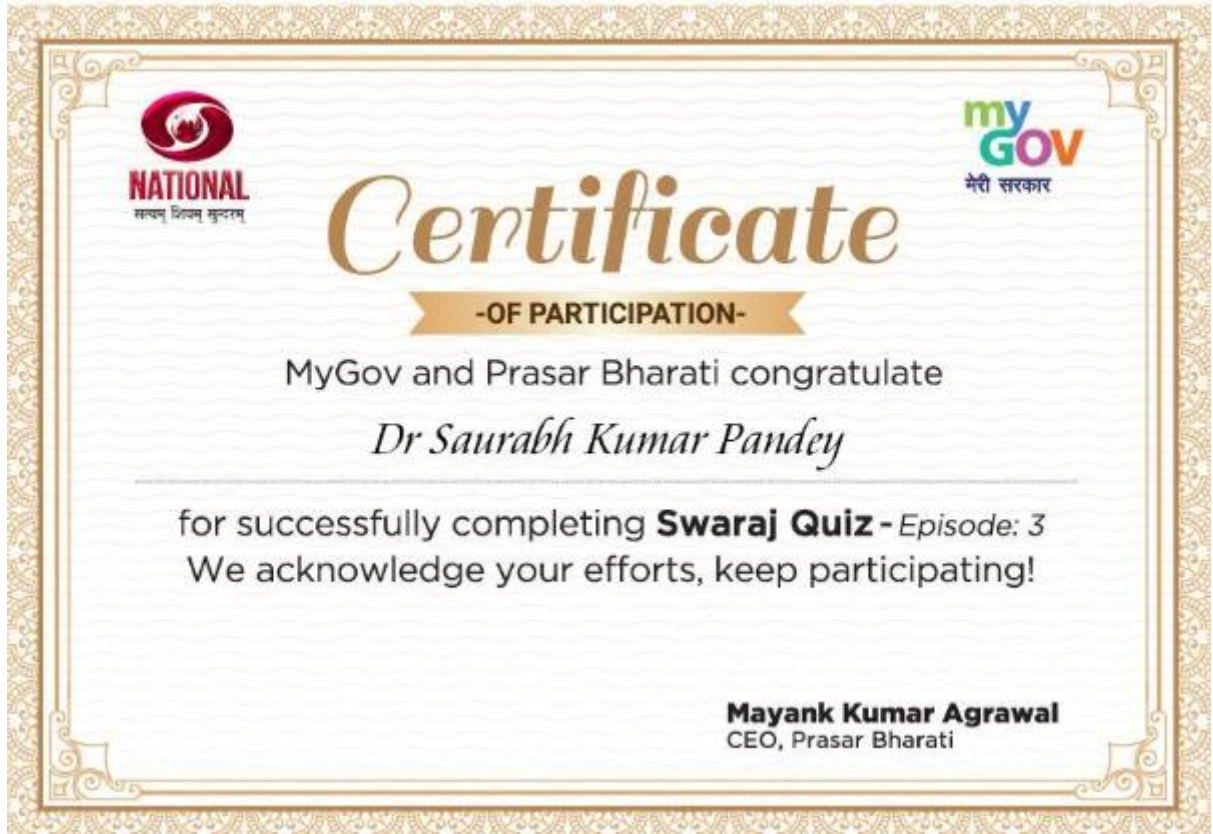 NATIONAL
सत्यम् शिवम् सुन्दरम्
my
GOV
मेरी सरकार
Certificate
-OF PARTICIPATION-
MyGov and Prasar Bharati congratulate
Dr Saurabh Kumar Pandey
for successfully completing Swaraj Quiz - Episode: 3
We acknowledge your efforts, keep participating!
Mayank Kumar Agrawal
CEO, Prasar Bharati